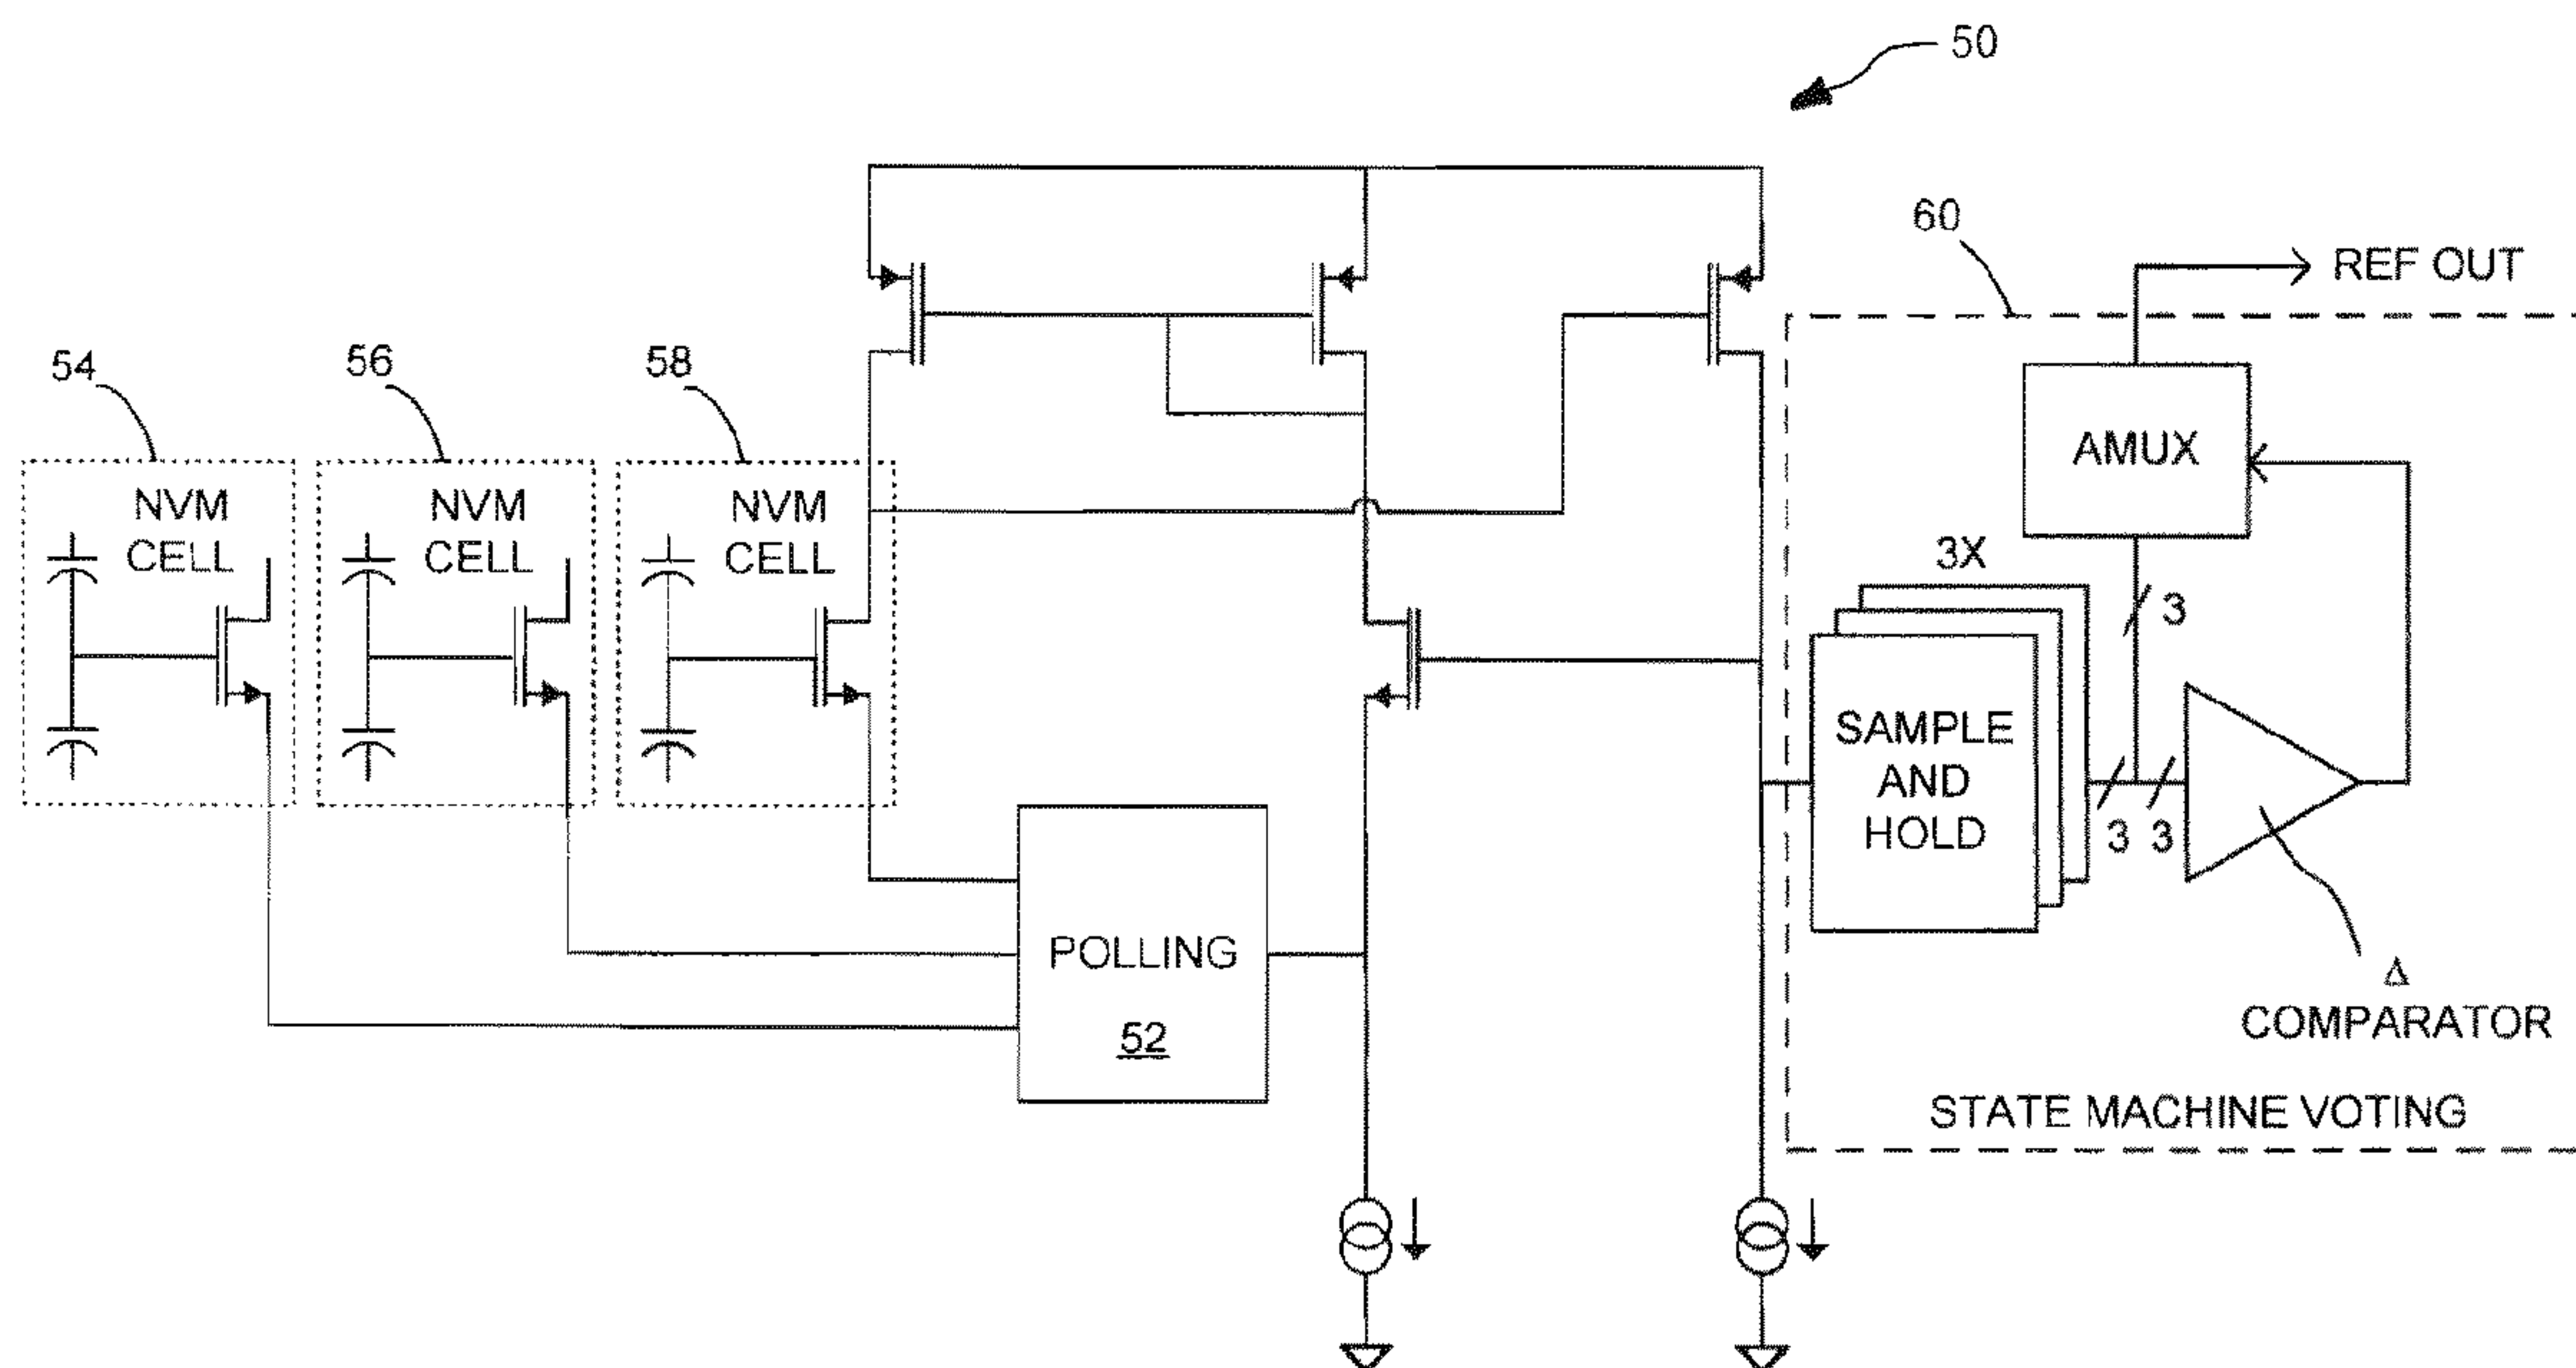 50
60
REF OUT
54
56
58
AMUX
NVM
CELL
NVM
CELL
NVM
CELL
3X
3
SAMPLE
AND
HOLD
3
3
POLLING
52
Δ
COMPARATOR
STATE MACHINE VOTING